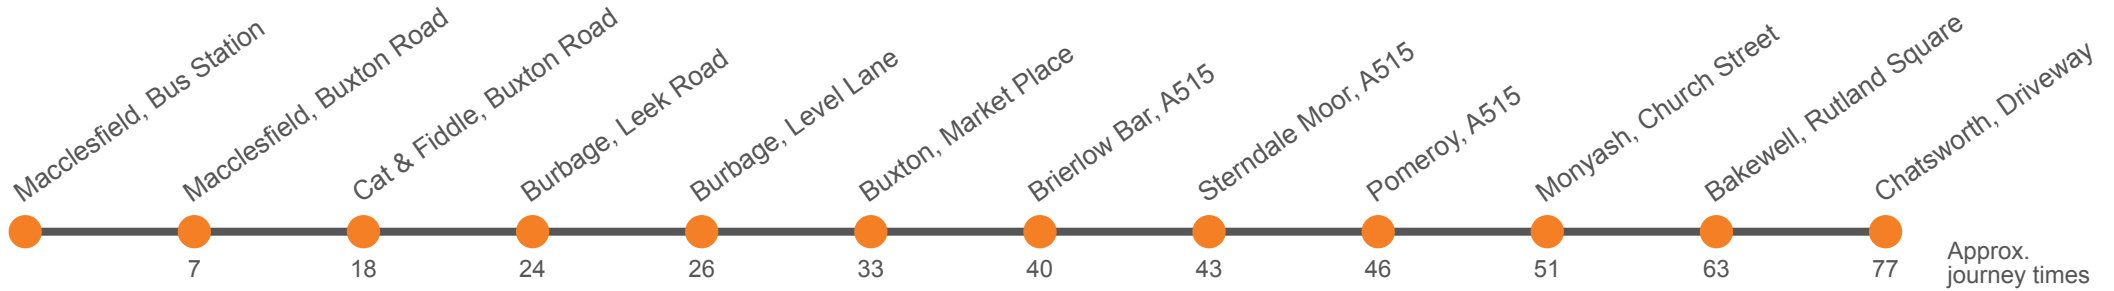 Macclesfield, Bus Station
Macclesfield, Buxton Road
Cat & Fiddle, Buxton Road
Burbage, Leek Road
Burbage, Level Lane
Buxton, Market Place
Brierlow Bar, A515
Sterndale Moor, A515
Pomeroy, A515
Monyash, Church Street
Bakewell, Rutland Square
Chatsworth, Driveway
7
18
24
26
33
40
43
46
51
63
77
Approx.
journey times